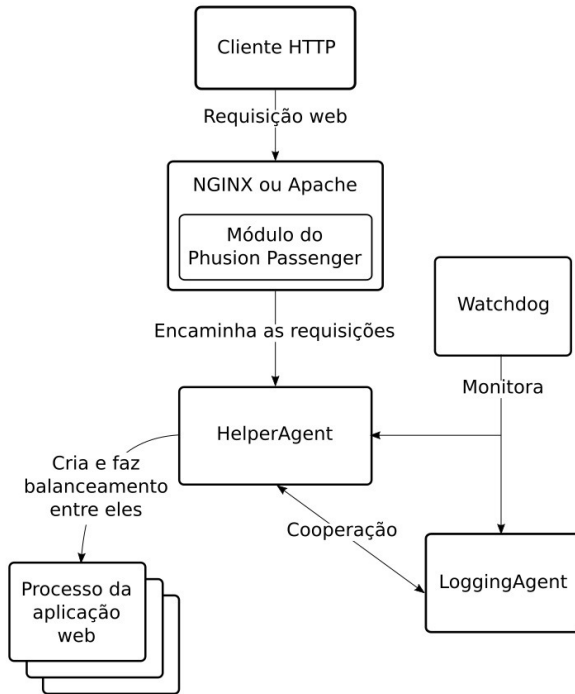 Cliente HTTP
Requisição web
NGINX ou Apache
Módulo do
Phusion Passenger
Encaminha as requisições
Watchdog
Monitora
HelperAgent
Cria e faz
balanceamento
entre eles
Cooperação
LoggingAgent
Processo da
aplicação
web